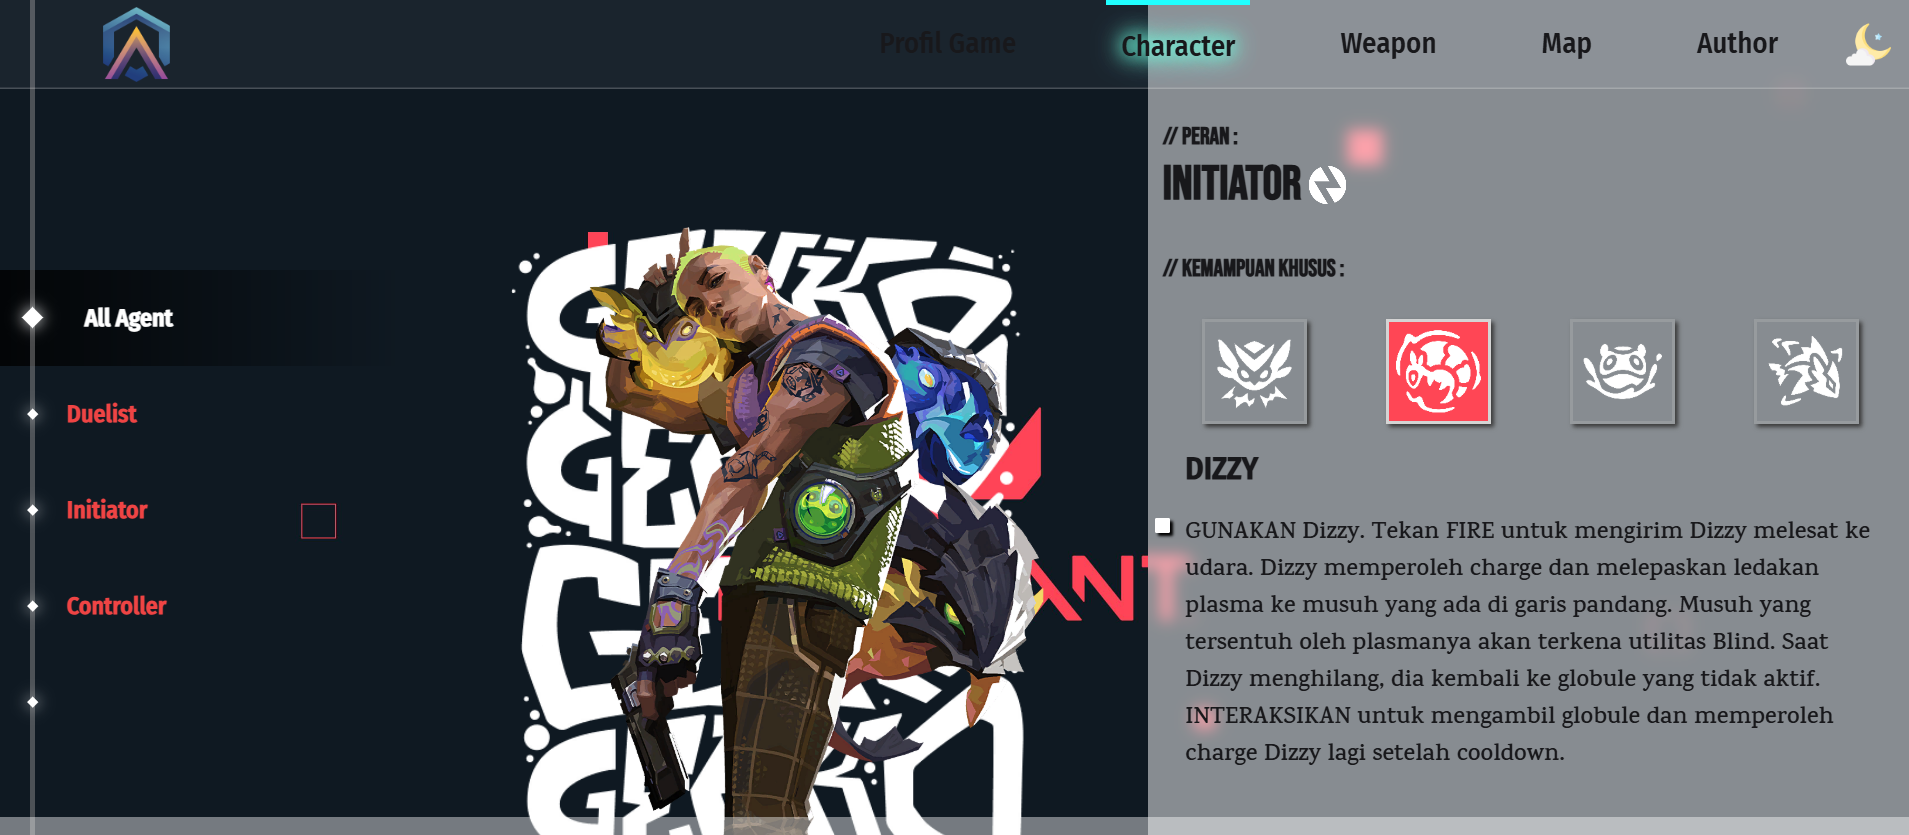 Profil Game
Character
Weapon
Map
Author
// PERAN :
INITIATOR
// KEMAMPUAN KHUSUS :
All Agent
Duelist
Initiator
Controller
GEKKO
GEKKO
ANT
DIZZY
GUNAKAN Dizzy. Tekan FIRE untuk mengirim Dizzy melesat ke
udara. Dizzy memperoleh charge dan melepaskan ledakan
plasma ke musuh yang ada di garis pandang. Musuh yang
tersentuh oleh plasmanya akan terkena utilitas Blind. Saat
Dizzy menghilang, dia kembali ke globule yang tidak aktif.
INTERAKSIKAN untuk mengambil globule dan memperoleh
charge Dizzy lagi setelah cooldown.